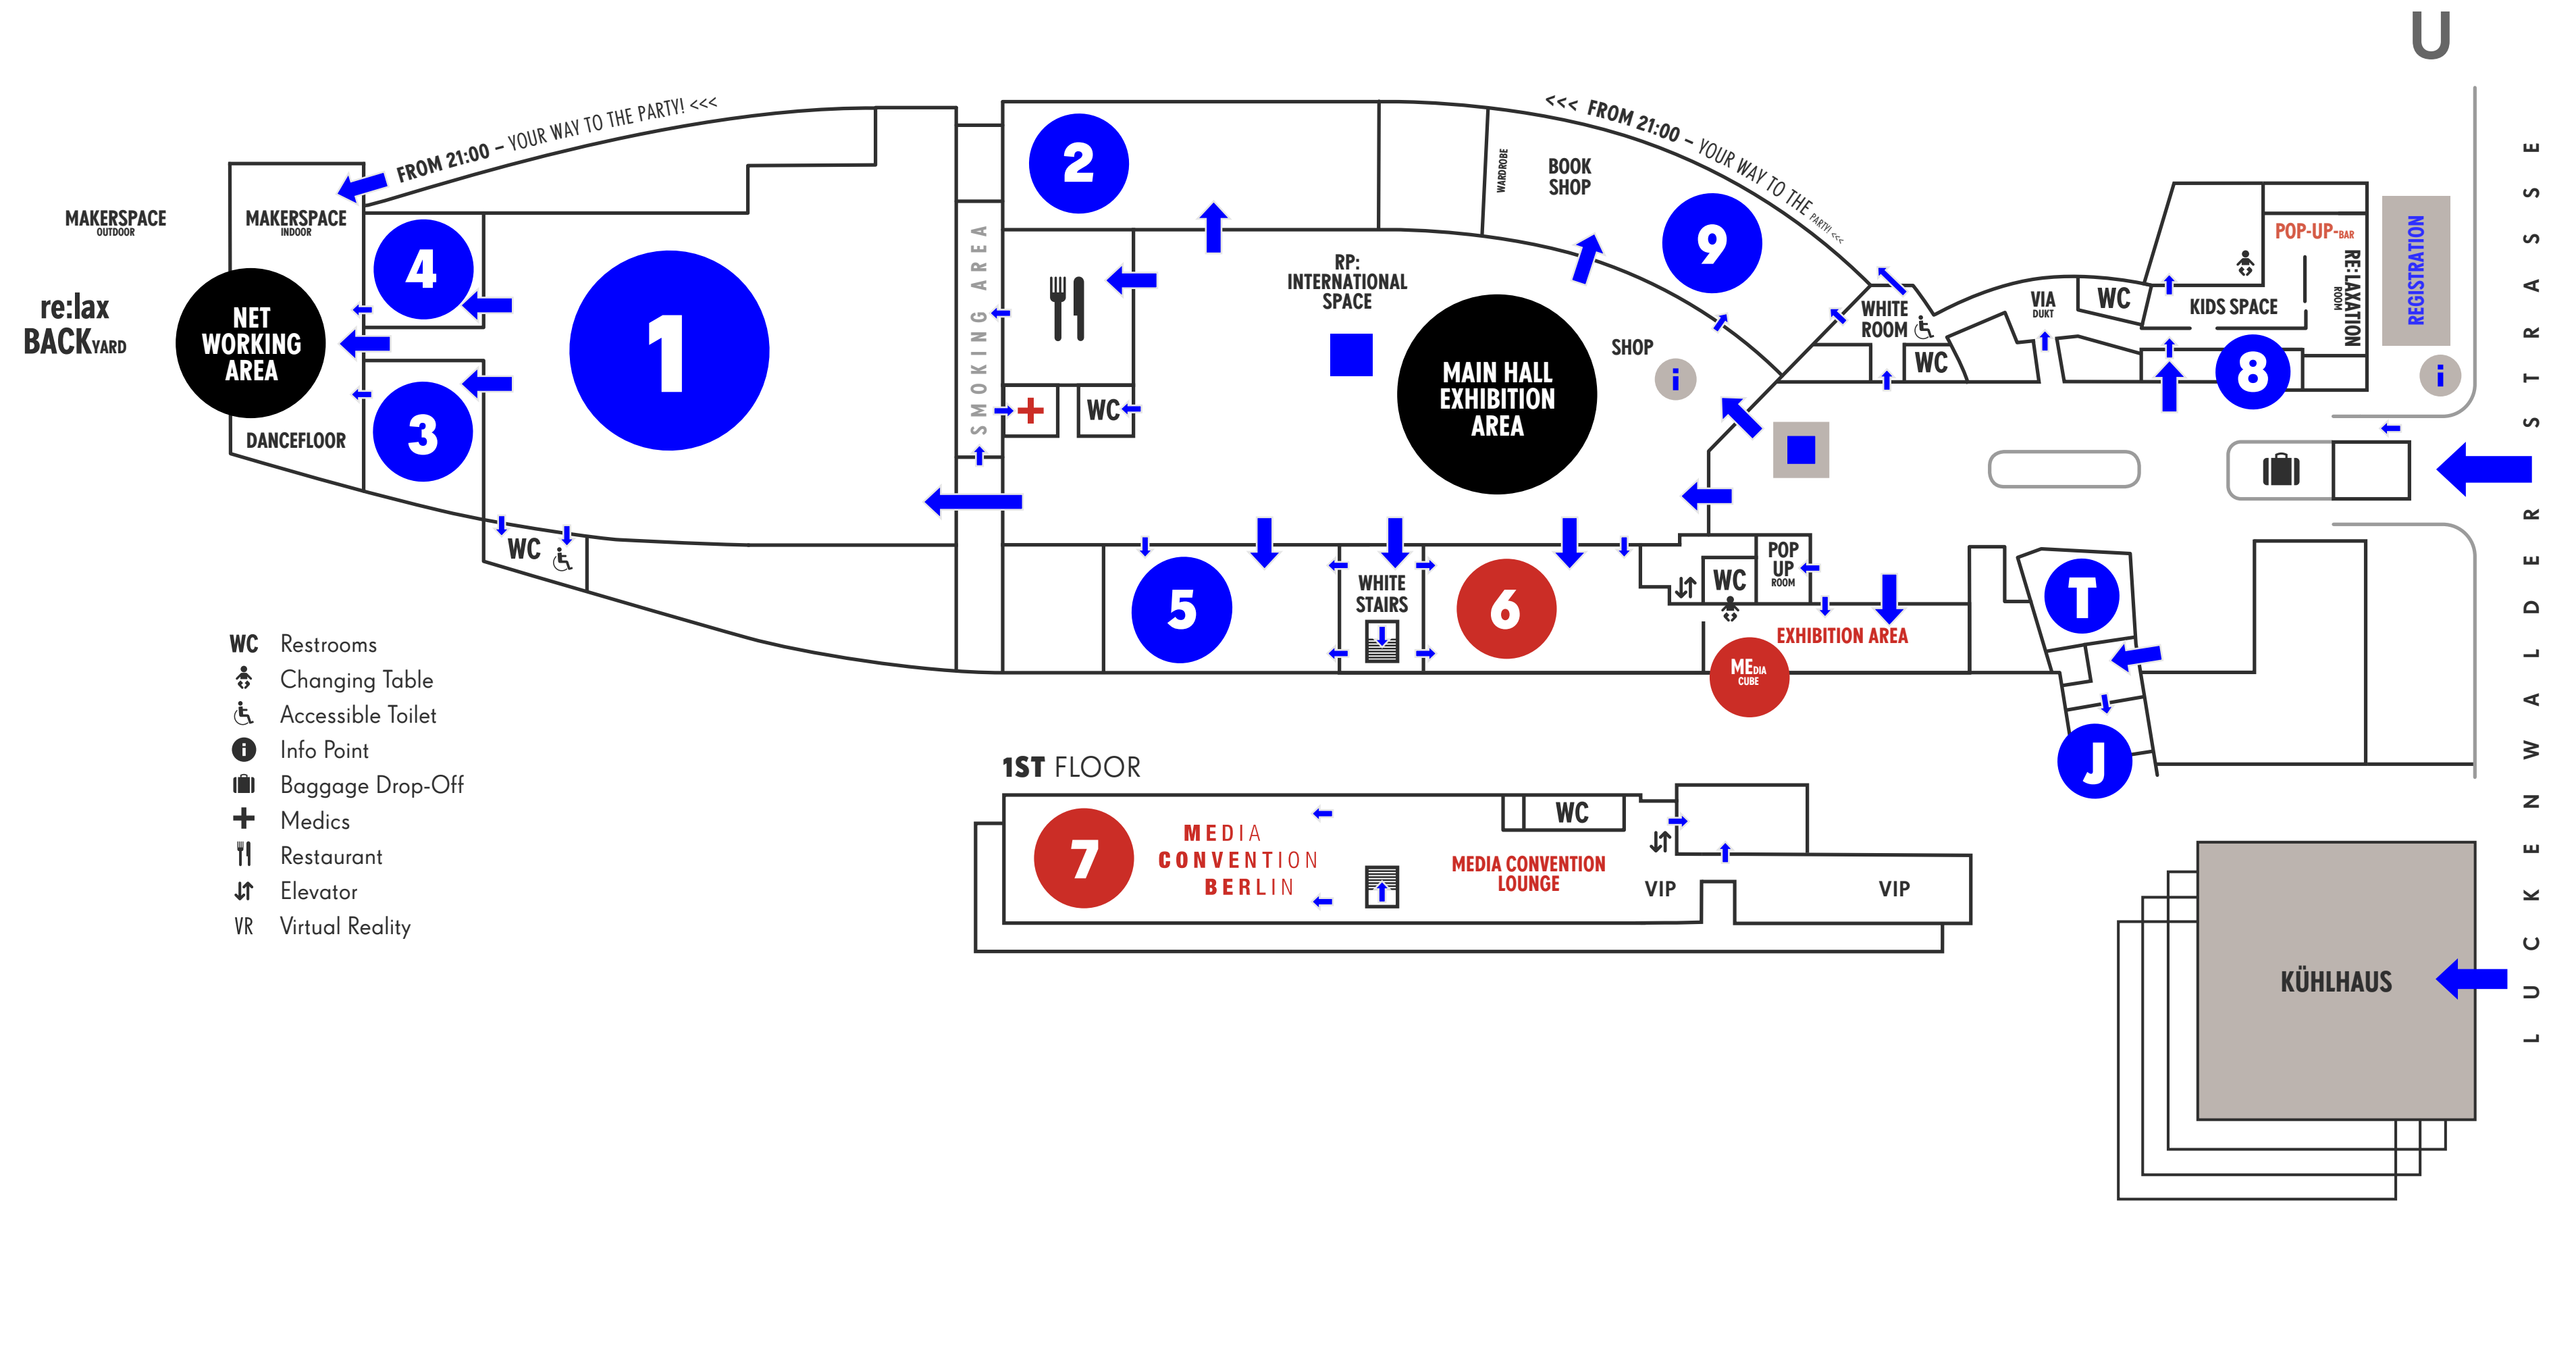 U
<<< FROM 21:00 – YOUR WAY TO THE PARTY! <<<
FROM 21:00 – YOUR WAY TO THE PARTY! <<<
LUCKENWALDER STRASSE
MAKERSPACE
OUTDOOR
MAKERSPACE
INDOOR
re:lax
BACKYARD
NET
WORKING
AREA
DANCEFLOOR
4
3
1
WC
SMOKING AREA
2
WC
RP:
INTERNATIONAL
SPACE
MAIN HALL
EXHIBITION
AREA
WARDROBE
BOOK
SHOP
9
SHOP
i
WHITE
ROOM
WC
VIA
DUKT
WC
KIDS SPACE
POP-UP-BAR
RE:LAXATION
ROOM
8
REGISTRATION
i
5
WHITE
STAIRS
6
WC
POP
UP
ROOM
EXHIBITION AREA
MEDIA
CUBE
T
J
WC Restrooms
Changing Table
Accessible Toilet
i Info Point
Baggage Drop-Off
Medics
Restaurant
Elevator
VR Virtual Reality
1ST FLOOR
7
MEDIA
CONVENTION
BERLIN
WC
MEDIA CONVENTION
LOUNGE
VIP
VIP
KÜHLHAUS